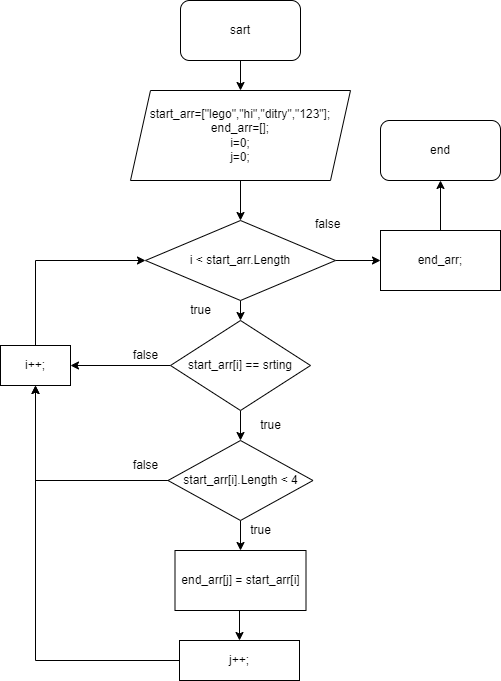 sart
start_arr=["lego","hi","ditry","123"];
end_arr=[];
i=0;
j=0;
end
false
i < start_arr.Length
end_arr;
true
false
start_arr[i] == srting
i++;
true
false
start_arr[i].Length < 4
true
end_arr[j] = start_arr[i]
j++;